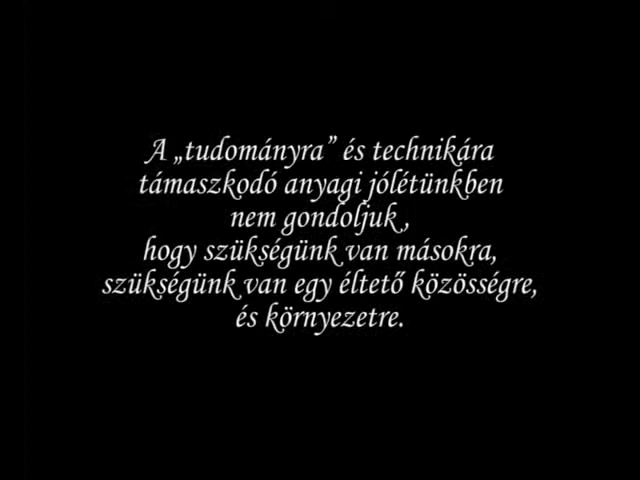 A „tudományra” és technikára
támaszkodó anyagi jólétünkben
nem gondoljuk ,
hogy szükségünk van másokra,
szükségünk van egy éltető közösségre,
és környezetre.